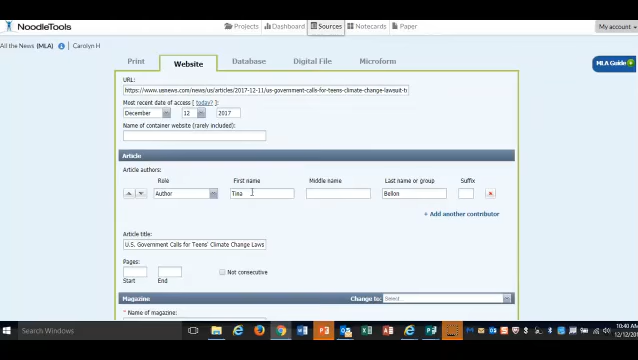 NoodleTools
Projects Dashboard Sources Notecards Paper
My account
All the News (MLA) Carolyn H
Print Website Database Digital File Microform
MLA Guide
URL:
https://www.usnews.com/news/us/articles/2017-12-11/us-government-calls-for-teens-climate-change-lawsuit-t
Most recent date of access [ today? ]:
December 12 2017
Name of container website (rarely included):
Article
Article authors:
Role First name Middle name Last name or group Suffix
Author Tina Bellon
+ Add another contributor
Article title:
U.S. Government Calls for Teens' Climate Change Laws
Pages:
Not consecutive
Start End
Magazine Change to: Select...
* Name of magazine:
Search Windows
10:40 AM
12/12/20